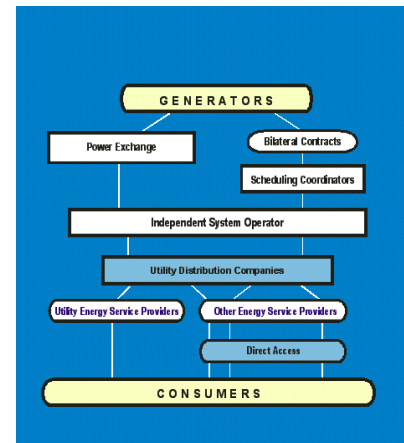 GENERATORS
Power Exchange
Bilateral Contracts
Scheduling Coordinators
Independent System Operator
Utility Distribution Companies
Utility Energy Service Providers
Other Energy Service Providers
Direct Access
CONSUMERS